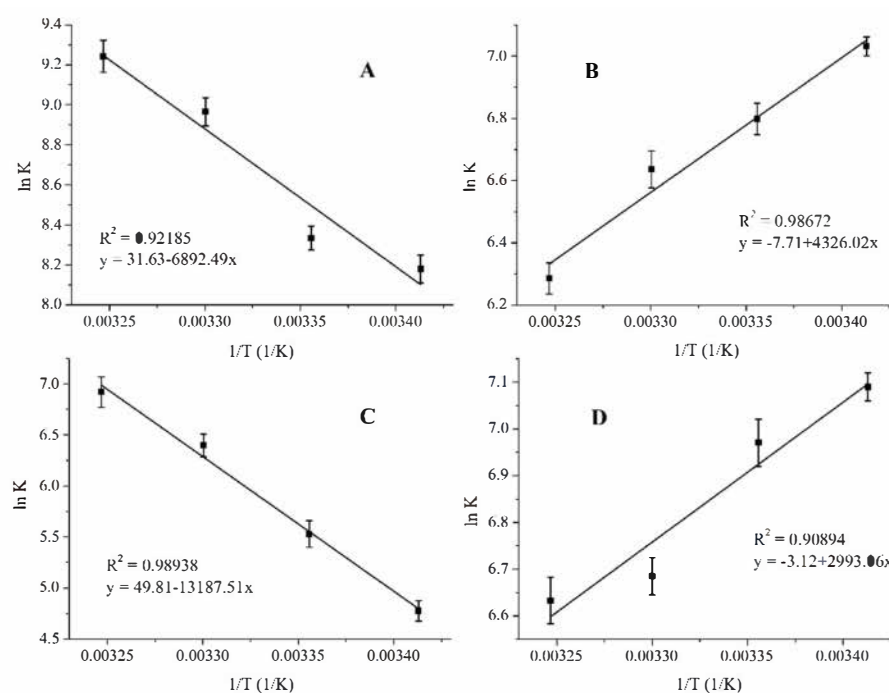 9.4
9.2
9.0
8.8
8.6
8.4
8.2
8.0
ln K
A
R² = 0.92185
y = 31.63-6892.49x
0.00325 0.00330 0.00335 0.00340
1/T (1/K)
7.0
6.8
6.6
6.4
6.2
ln K
B
R² = 0.98672
y = -7.71+4326.02x
0.00325 0.00330 0.00335 0.00340
1/T (1/K)
7.0
6.5
6.0
5.5
5.0
4.5
ln K
C
R² = 0.98938
y = 49.81-13187.51x
0.00325 0.00330 0.00335 0.00340
1/T (1/K)
7.1
7.0
6.9
6.8
6.7
6.6
ln K
D
R² = 0.90894
y = -3.12+2993.06x
0.00325 0.00330 0.00335 0.00340
1/T (1/K)